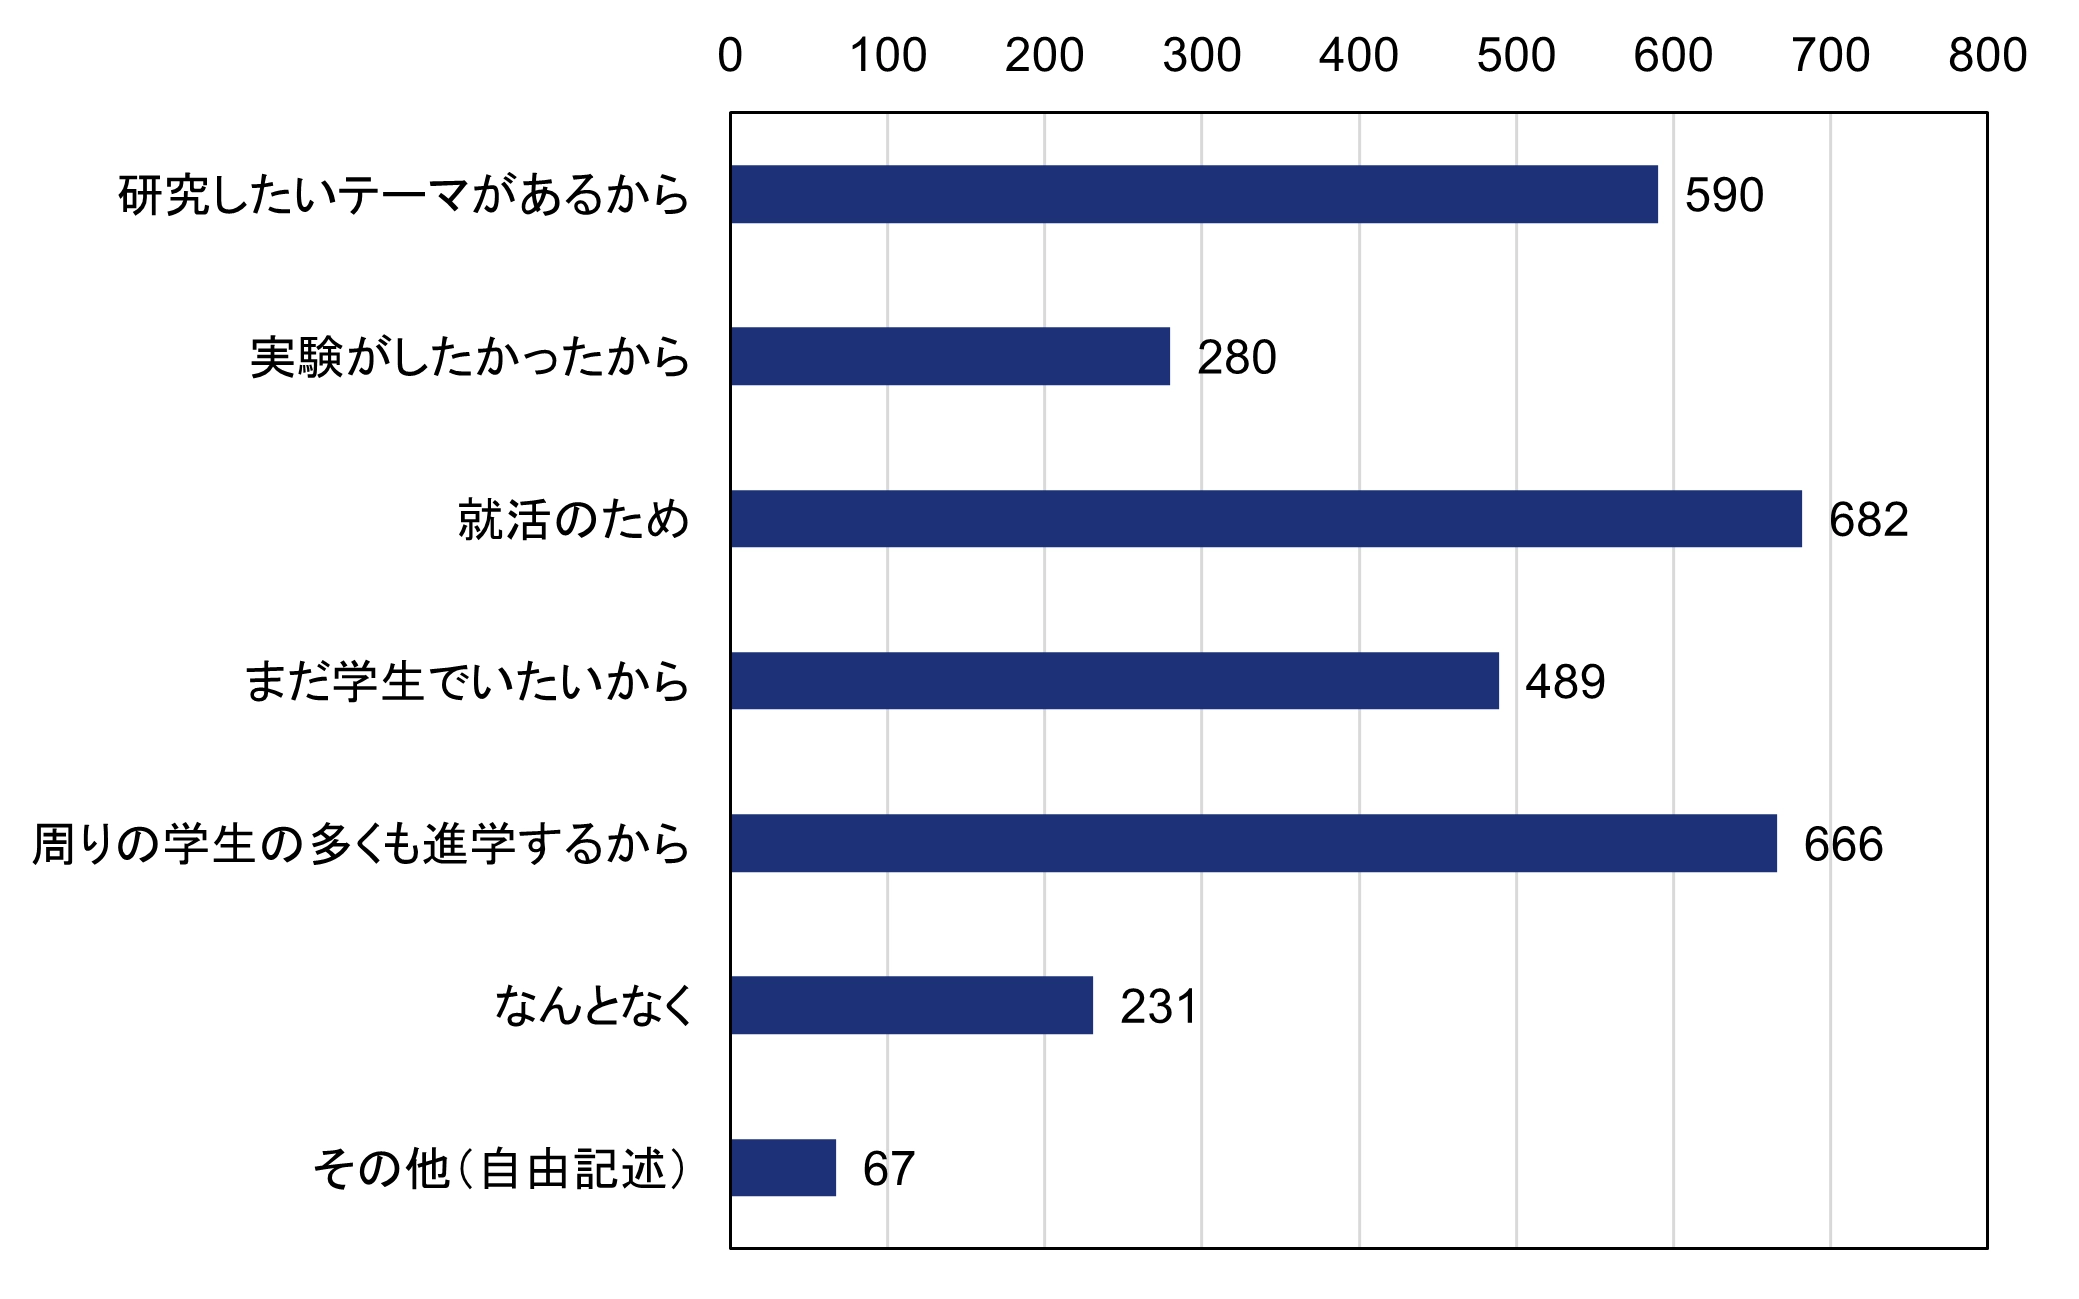 0 100 200 300 400 500 600 700 800
研究したいテーマがあるから 590
実験がしたかったから 280
就活のため 682
まだ学生でいたいから 489
周りの学生の多くも進学するから 666
なんとなく 231
その他（自由記述） 67